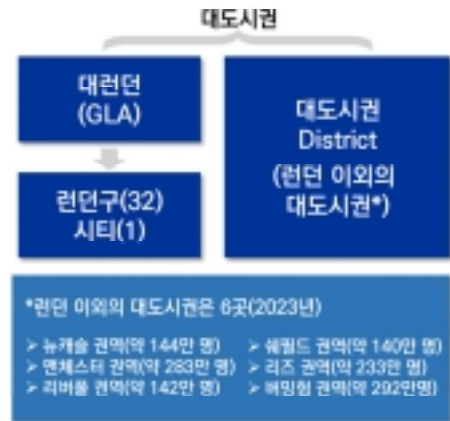 대도시권
대런던
(GLA)
런던구(32)
시티(1)
대도시권
District
(런던 이외의
대도시권*)
*런던 이외의 대도시권은 6곳(2023년)
➤ 뉴캐슬 권역(약 144만 명)
➤ 맨체스터 권역(약 283만 명)
➤ 리버풀 권역(약 142만 명)
➤ 쉐필드 권역(약 140만 명)
➤ 리즈 권역(약 233만 명)
➤ 버밍험 권역(약 292만명)